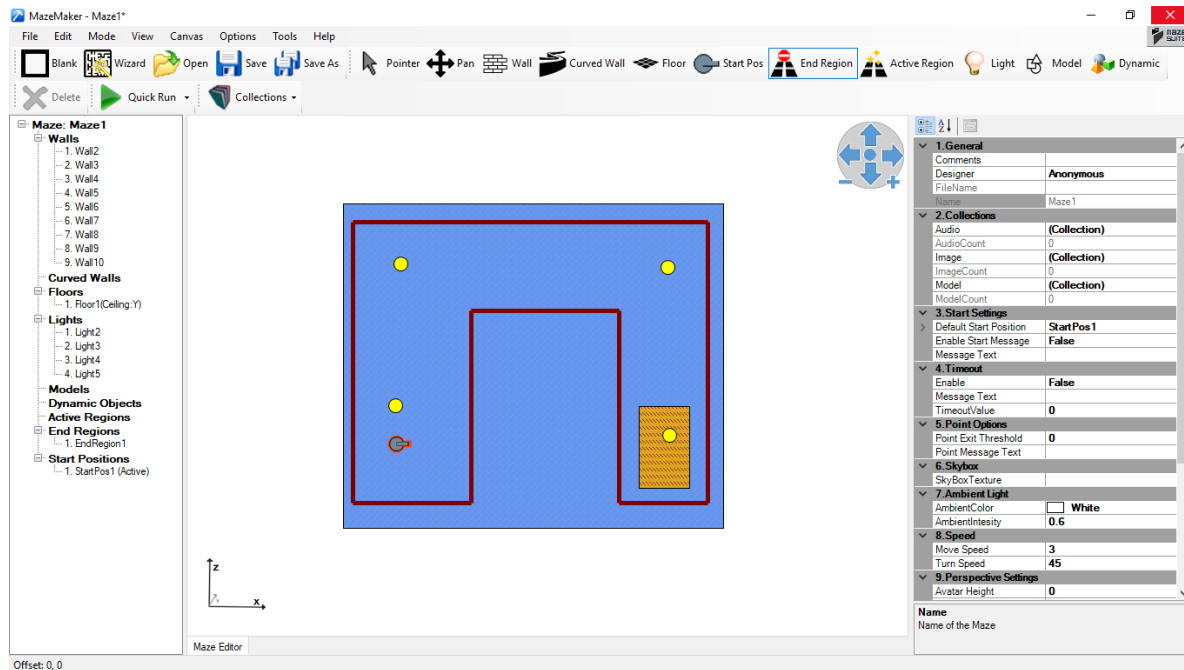 MazeMaker - Maze1*
File Edit Mode View Canvas Options Tools Help
maze
suite
Blank Wizard Open Save Save As Pointer Pan Wall Curved Wall Floor Start Pos End Region Active Region Light Model Dynamic
Delete Quick Run Collections
Maze: Maze1
Walls
1. Wall2
2. Wall3
3. Wall4
4. Wall5
5. Wall6
6. Wall7
7. Wall8
8. Wall9
9. Wall10
Curved Walls
Floors
1. Floor1(Ceiling:Y)
Lights
1. Light2
2. Light3
3. Light4
4. Light5
Models
Dynamic Objects
Active Regions
End Regions
1. EndRegion1
Start Positions
1. StartPos1 (Active)
z
y
x
Maze Editor
1.General
Comments
Designer Anonymous
FileName
Name Maze1
2.Collections
Audio (Collection)
AudioCount 0
Image (Collection)
ImageCount 0
Model (Collection)
ModelCount 0
3.Start Settings
Default Start Position StartPos1
Enable Start Message False
Message Text
4.Timeout
Enable False
Message Text
TimeoutValue 0
5.Point Options
Point Exit Threshold 0
Point Message Text
6.Skybox
SkyBoxTexture
7.Ambient Light
AmbientColor White
AmbientIntesity 0.6
8.Speed
Move Speed 3
Turn Speed 45
9.Perspective Settings
Avatar Height 0
Name
Name of the Maze
Offset: 0, 0